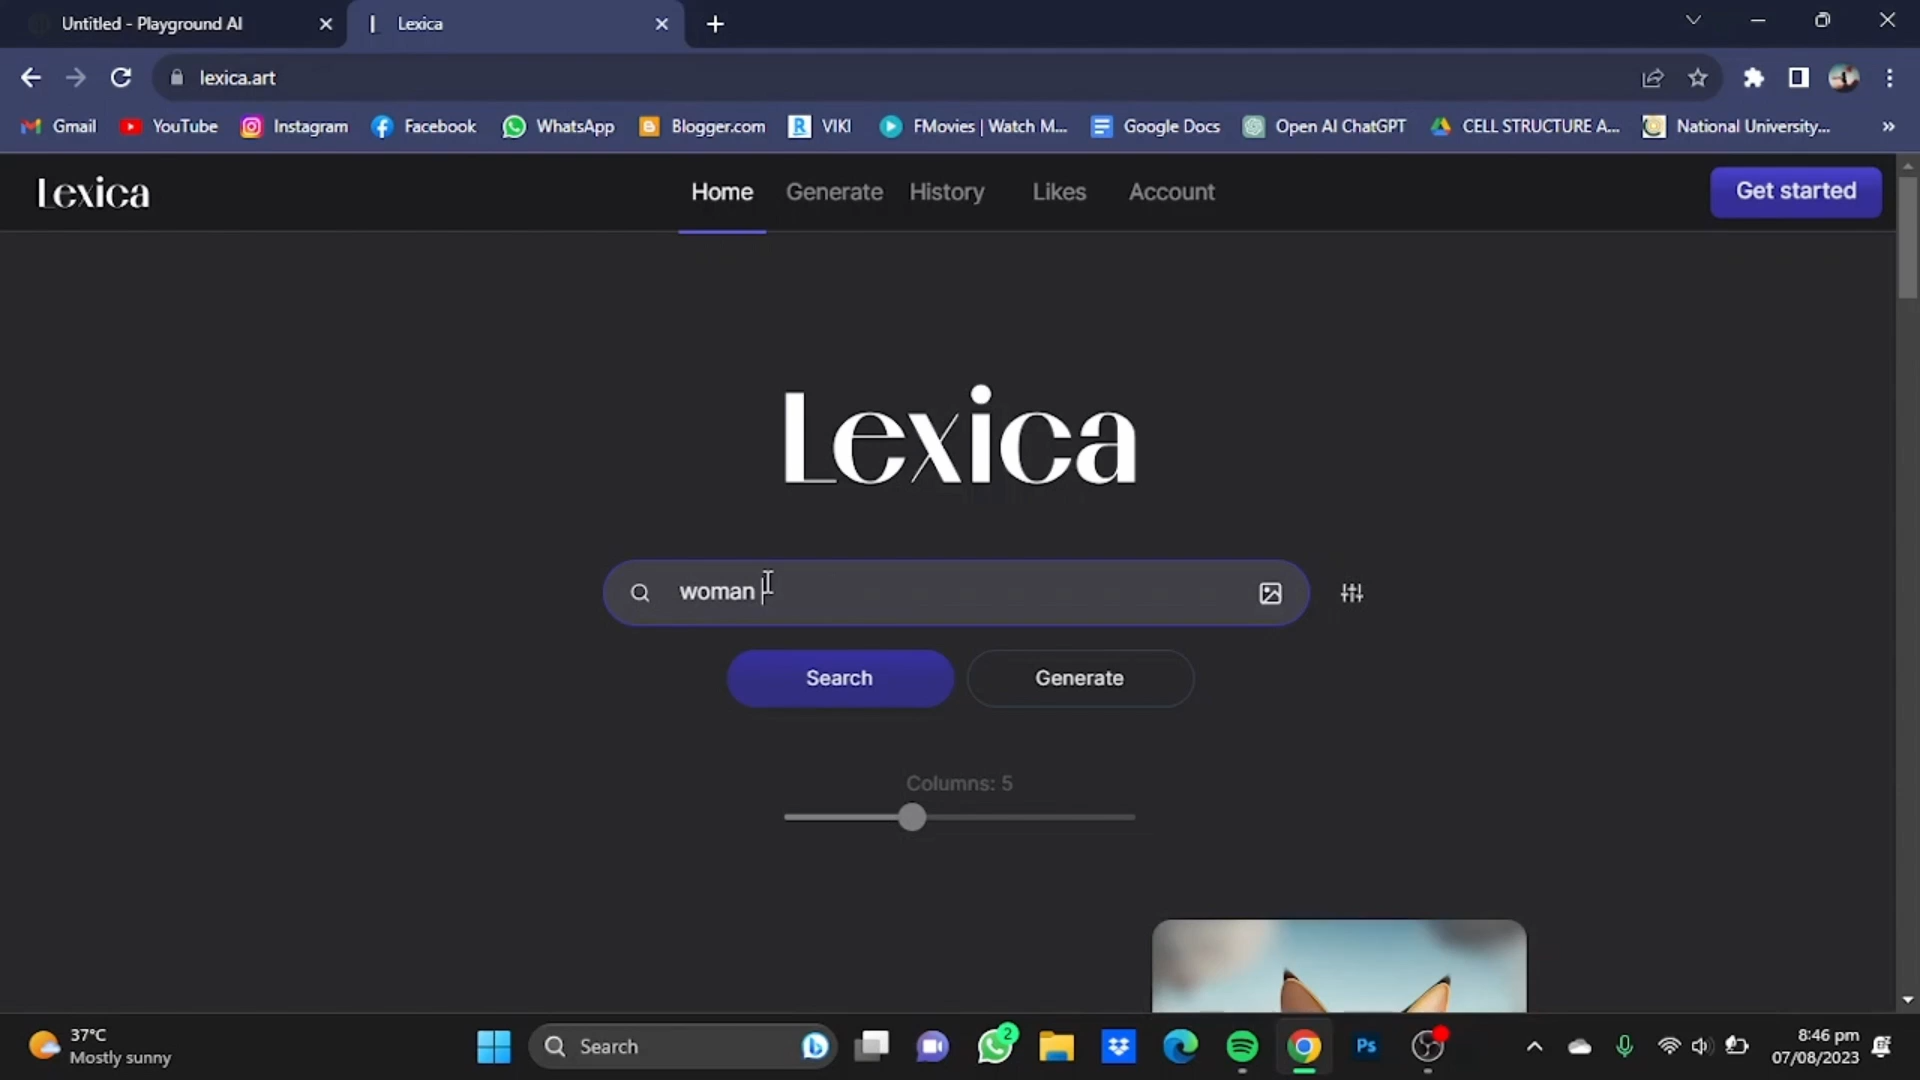 Untitled - Playground AI
Lexica
lexica.art
Gmail YouTube Instagram Facebook WhatsApp Blogger.com VIKI FMovies | Watch M... Google Docs Open AI ChatGPT CELL STRUCTURE A... National University... »
Lexica Home Generate History Likes Account Get started
Lexica
woman
Search Generate
Columns: 5
37°C
Mostly sunny
Search
2
Ps
8:46 pm
07/08/2023